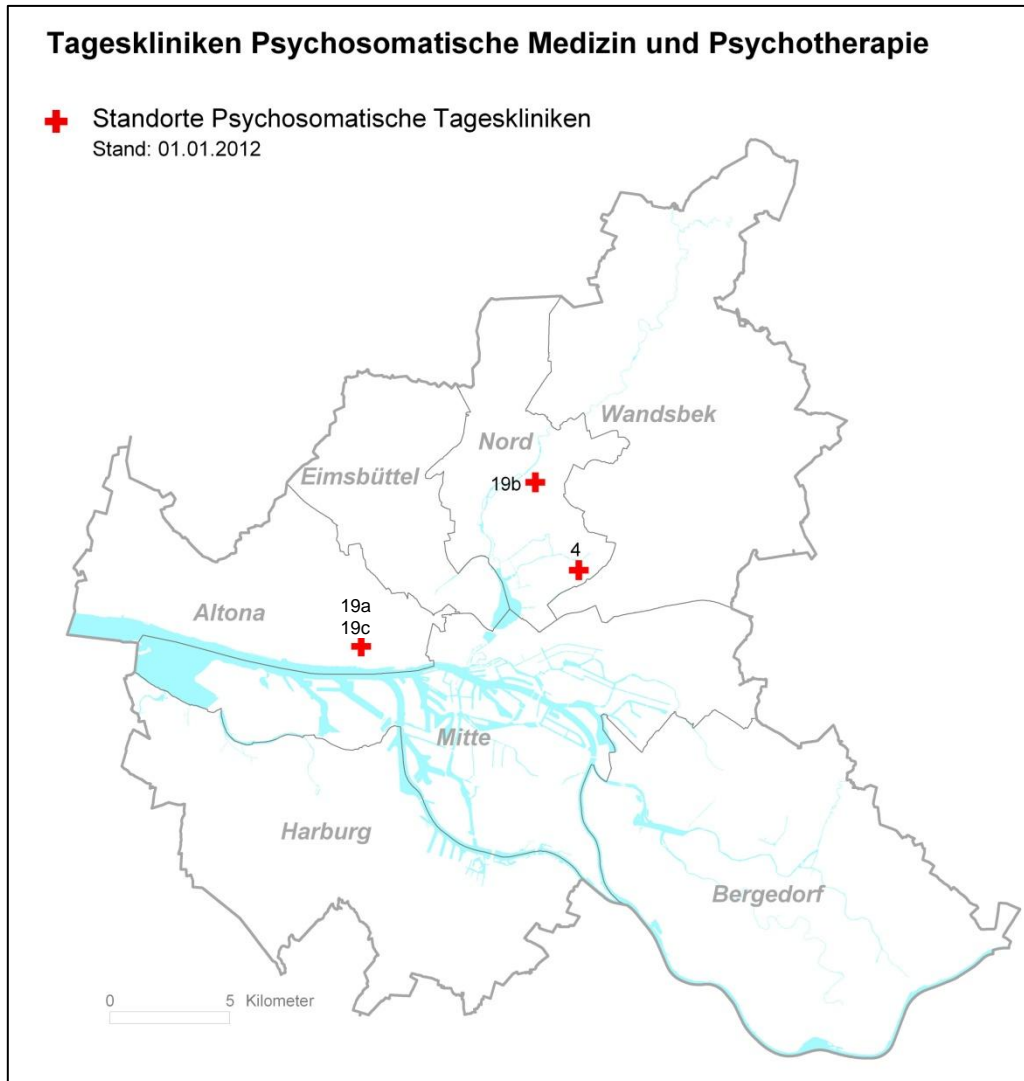 Tageskliniken Psychosomatische Medizin und Psychotherapie
Standorte Psychosomatische Tageskliniken
Stand: 01.01.2012
Wandsbek
Nord
Eimsbüttel
19b
4
19a
Altona
19c
Mitte
Harburg
Bergedorf
0 5 Kilometer